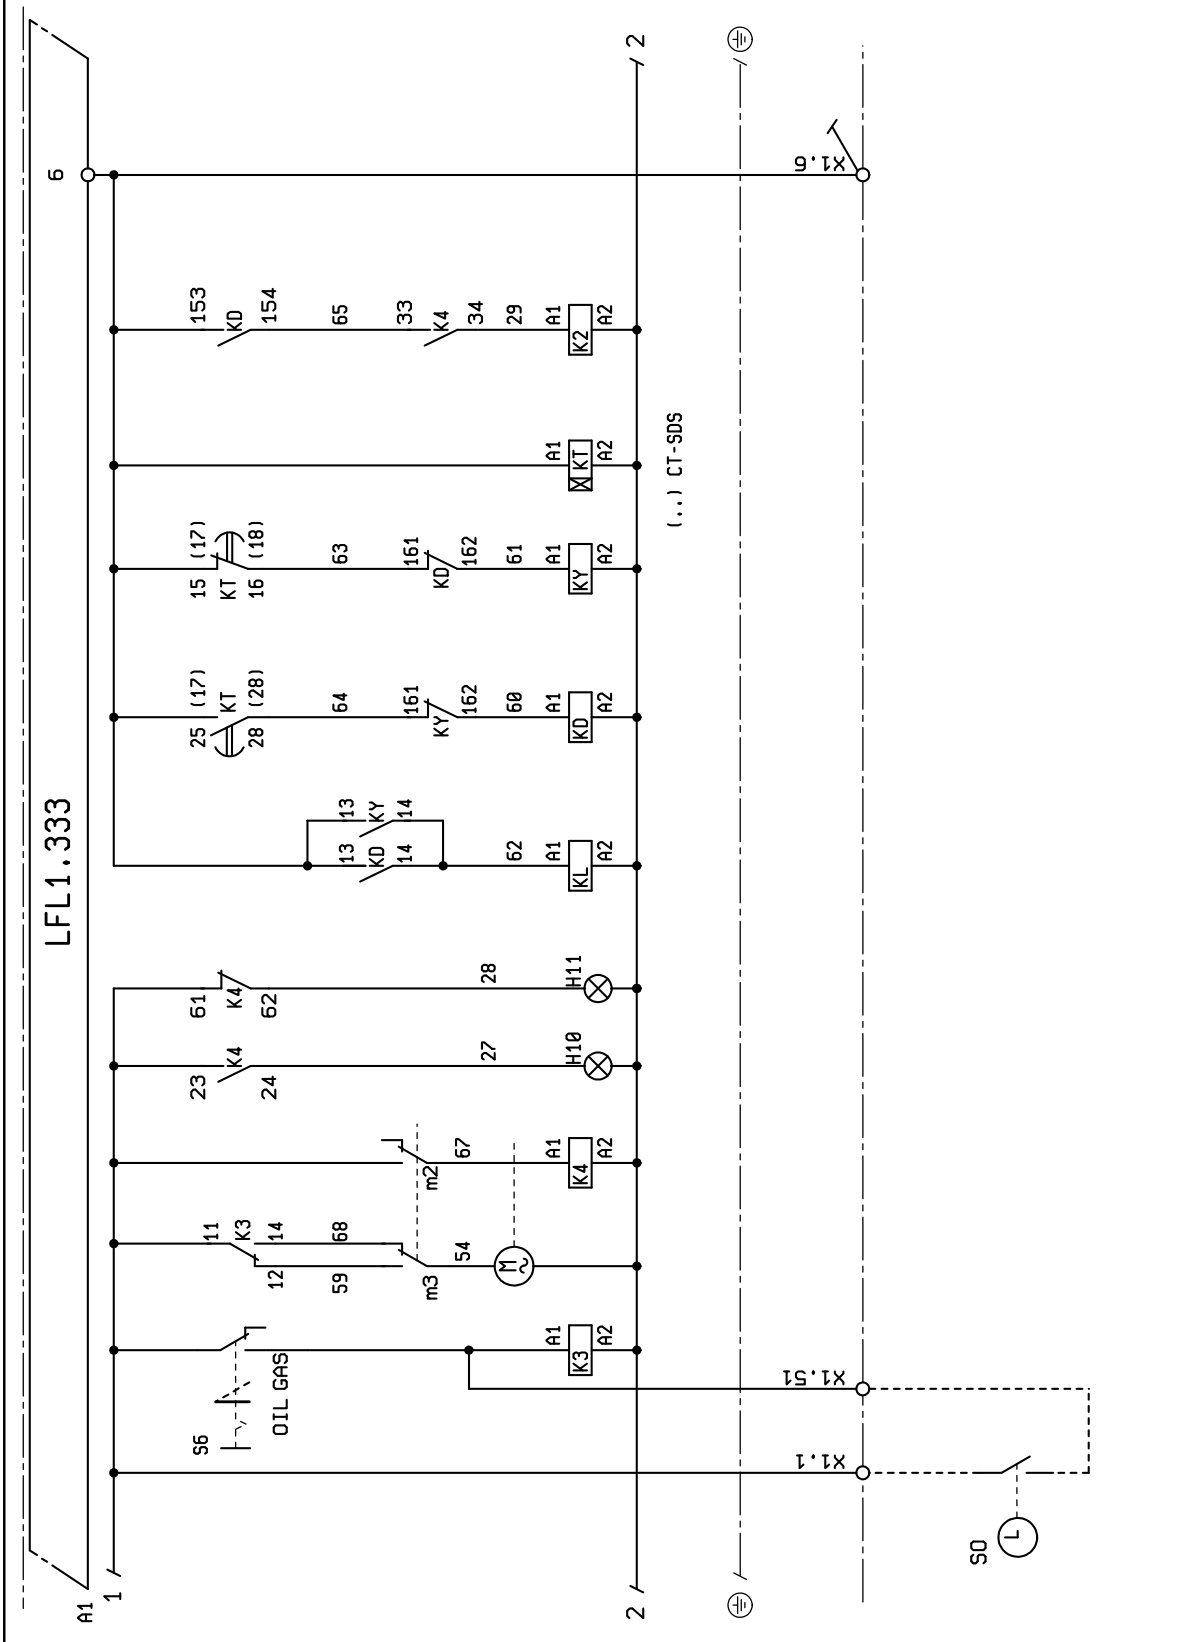 LFL1.333
6
A1
1
X1.1
S0
L
S6
OIL GAS
A1
K3
A2
X1.51
11
K3
12
14
59
68
m3
54
M
~
m2
67
A1
K4
A2
23
K4
24
27
H10
61
K4
62
28
H11
13
KD
14
13
KY
14
62
A1
KL
A2
25
(17)
KT
28
(28)
64
161
KY
162
60
A1
KD
A2
15
(17)
KT
16
(18)
63
161
KD
162
61
A1
KY
A2
A1
KT
A2
(..) CT-SDS
153
KD
154
65
33
K4
34
29
A1
K2
A2
X1.6
2
2